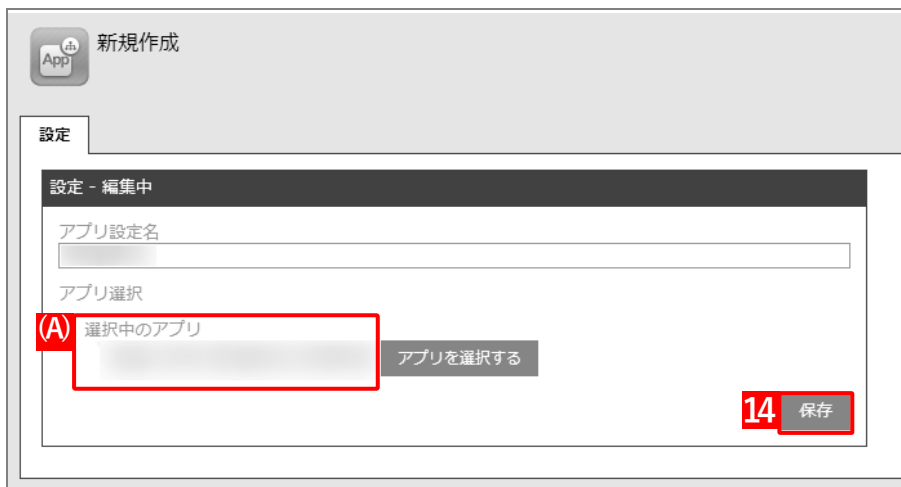 App
新規作成
設定
設定 - 編集中
アプリ設定名
アプリ選択
(A)
選択中のアプリ
アプリを選択する
14
保存